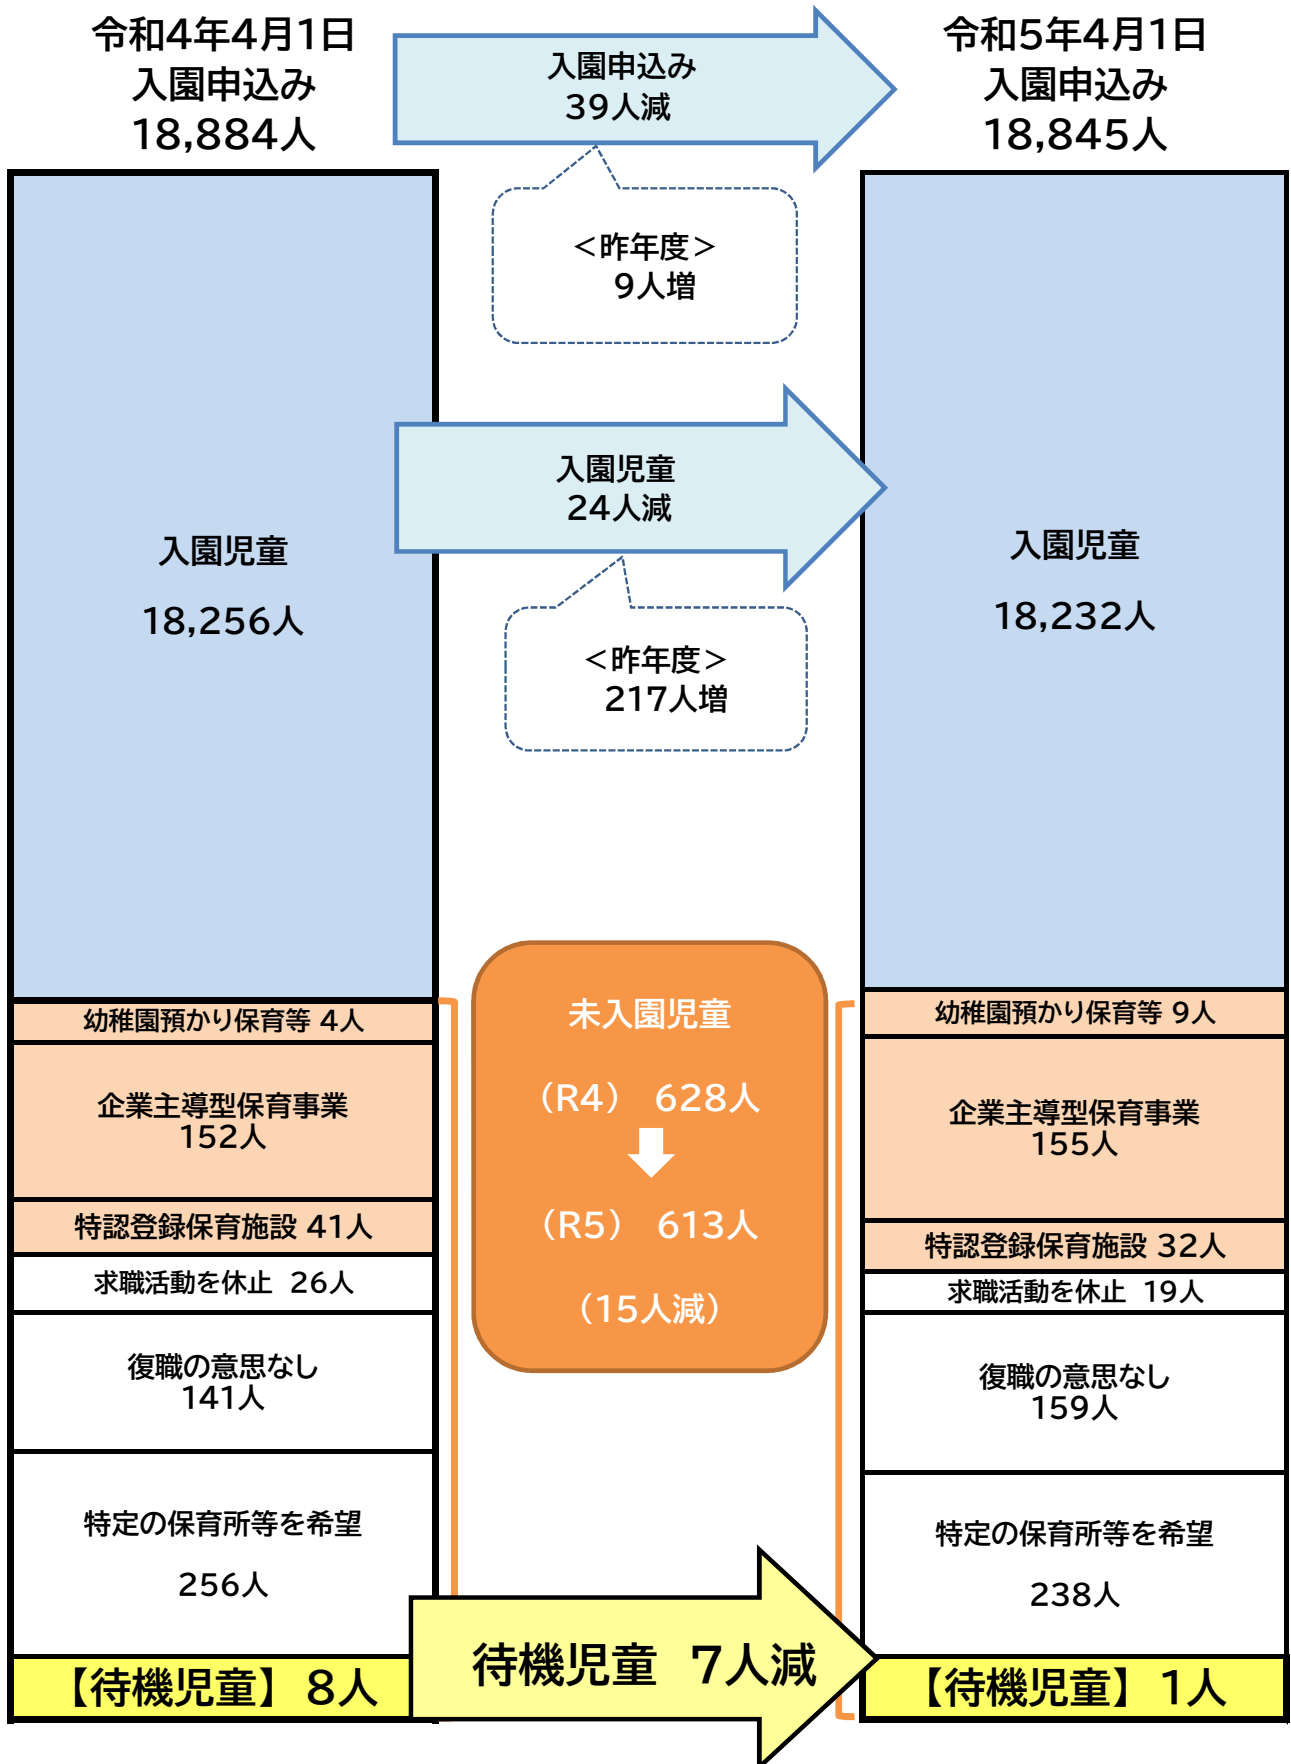 令和4年4月1日
入園申込み
18,884人
入園申込み
39人減
令和5年4月1日
入園申込み
18,845人
＜昨年度＞
9人増
入園児童
24人減
＜昨年度＞
217人増
入園児童
18,256人
入園児童
18,232人
幼稚園預かり保育等 4人
企業主導型保育事業
152人
特認登録保育施設 41人
求職活動を休止 26人
復職の意思なし
141人
特定の保育所等を希望
256人
【待機児童】 8人
未入園児童
（R4） 628人
（R5） 613人
（15人減）
待機児童 7人減
幼稚園預かり保育等 9人
企業主導型保育事業
155人
特認登録保育施設 32人
求職活動を休止 19人
復職の意思なし
159人
特定の保育所等を希望
238人
【待機児童】 1人